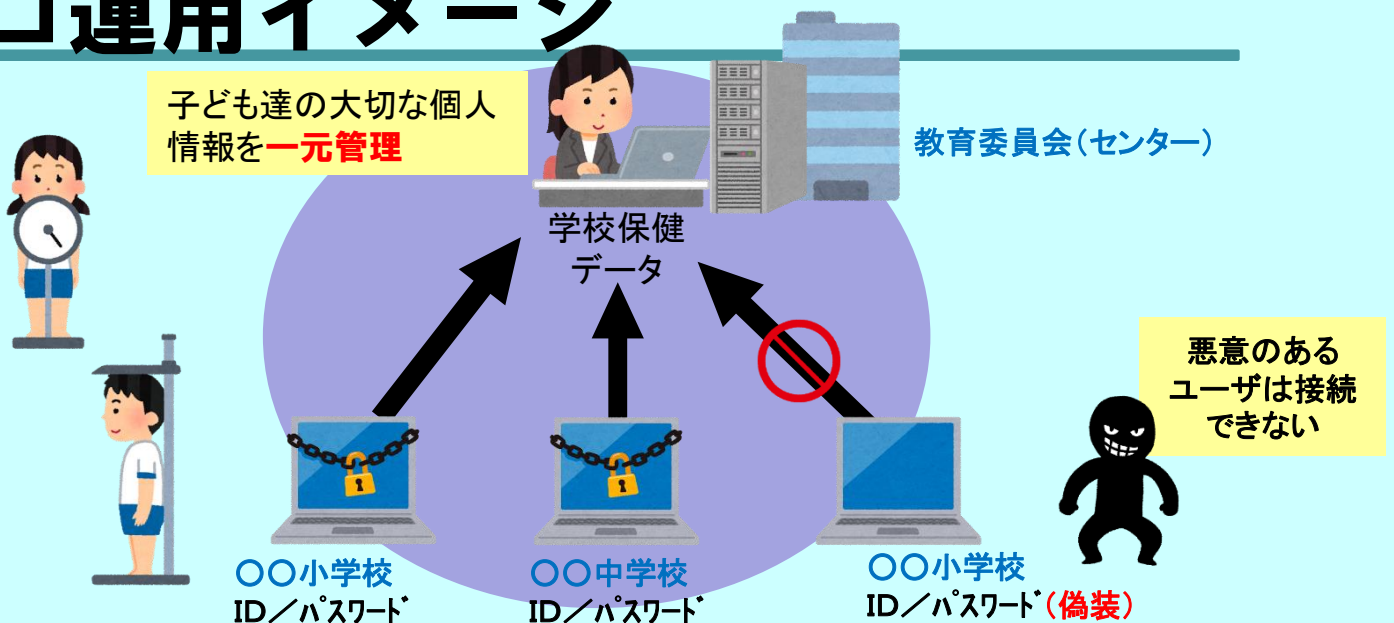 運用イメージ
子ども達の大切な個人
情報を一元管理
教育委員会(センター)
学校保健
データ
悪意のある
ユーザは接続
できない
〇〇小学校
ID/パスワード
〇〇中学校
ID/パスワード
〇〇小学校
ID/パスワード(偽装)